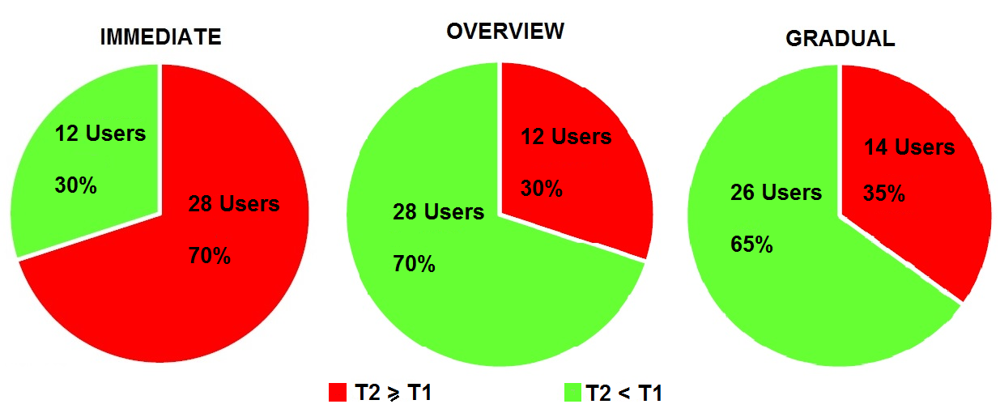 IMMEDIATE
12 Users
30%
28 Users
70%
OVERVIEW
12 Users
30%
28 Users
70%
GRADUAL
14 Users
35%
26 Users
65%
T2 ⩾ T1
T2 < T1